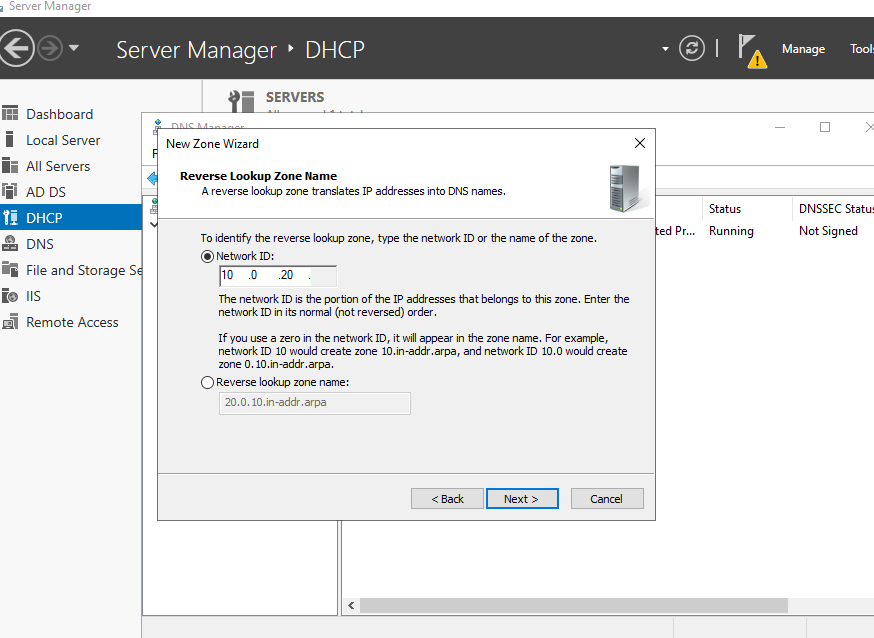 Server Manager
Server Manager ‣ DHCP
Manage
Tools
SERVERS
Dashboard
Local Server
All Servers
AD DS
DHCP
DNS
File and Storage Se
IIS
Remote Access
DNS Manager
F
New Zone Wizard
Reverse Lookup Zone Name
A reverse lookup zone translates IP addresses into DNS names.
To identify the reverse lookup zone, type the network ID or the name of the zone.
Network ID:
10 .0 .20 .
The network ID is the portion of the IP addresses that belongs to this zone. Enter the
network ID in its normal (not reversed) order.
If you use a zero in the network ID, it will appear in the zone name. For example,
network ID 10 would create zone 10.in-addr.arpa, and network ID 10.0 would create
zone 0.10.in-addr.arpa.
Reverse lookup zone name:
20.0.10.in-addr.arpa
< Back
Next >
Cancel
Status
DNSSEC Status
ted Pr...
Running
Not Signed